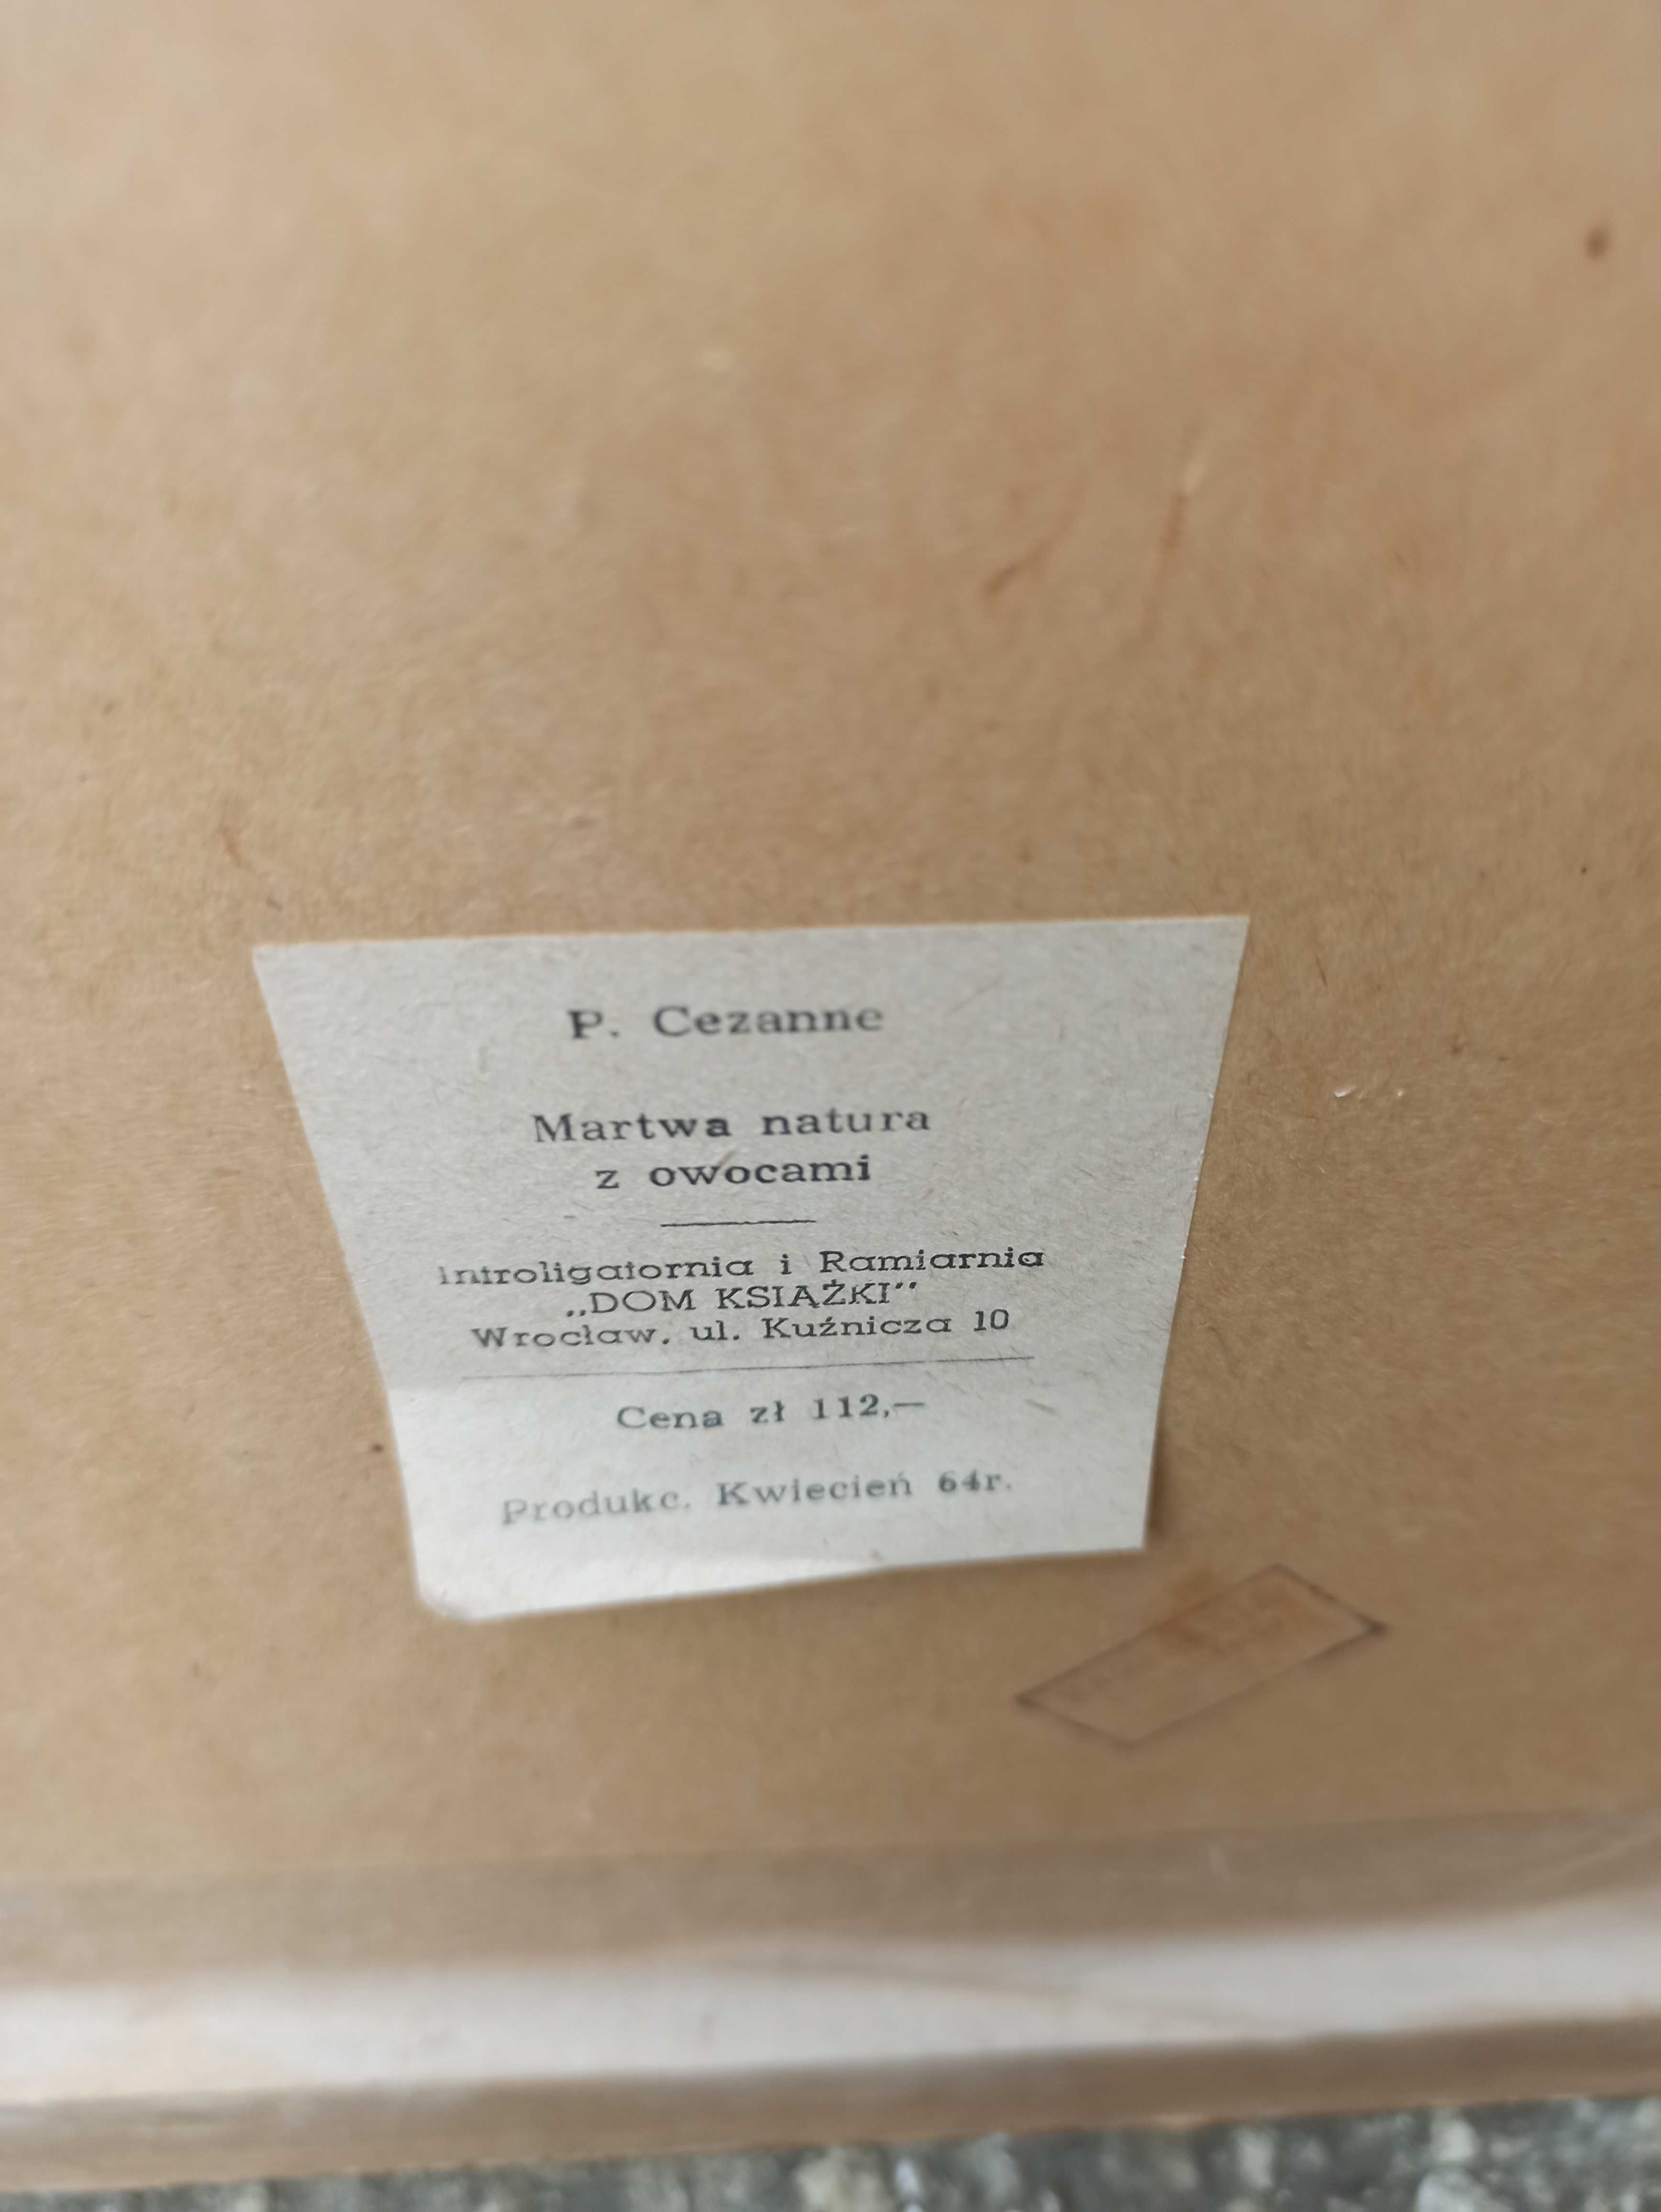 P. Cezanne
Martwa natura
z owocami
Introligatornia i Ramiarnia
„DOM KSIĄŻKI”
Wrocław, ul. Kuźnicza 10
Cena zł 112,—
Produkc. Kwiecień 64r.